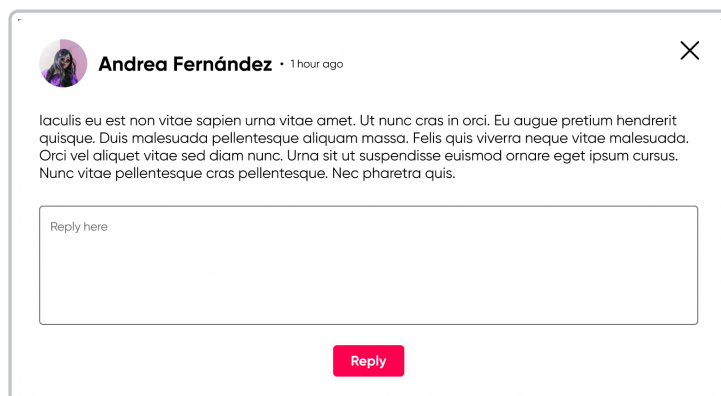 Andrea Fernández • 1 hour ago
Iaculis eu est non vitae sapien urna vitae amet. Ut nunc cras in orci. Eu augue pretium hendrerit
quisque. Duis malesuada pellentesque aliquam massa. Felis quis viverra neque vitae malesuada.
Orci vel aliquet vitae sed diam nunc. Urna sit ut suspendisse euismod ornare eget ipsum cursus.
Nunc vitae pellentesque cras pellentesque. Nec pharetra quis.
Reply here
Reply